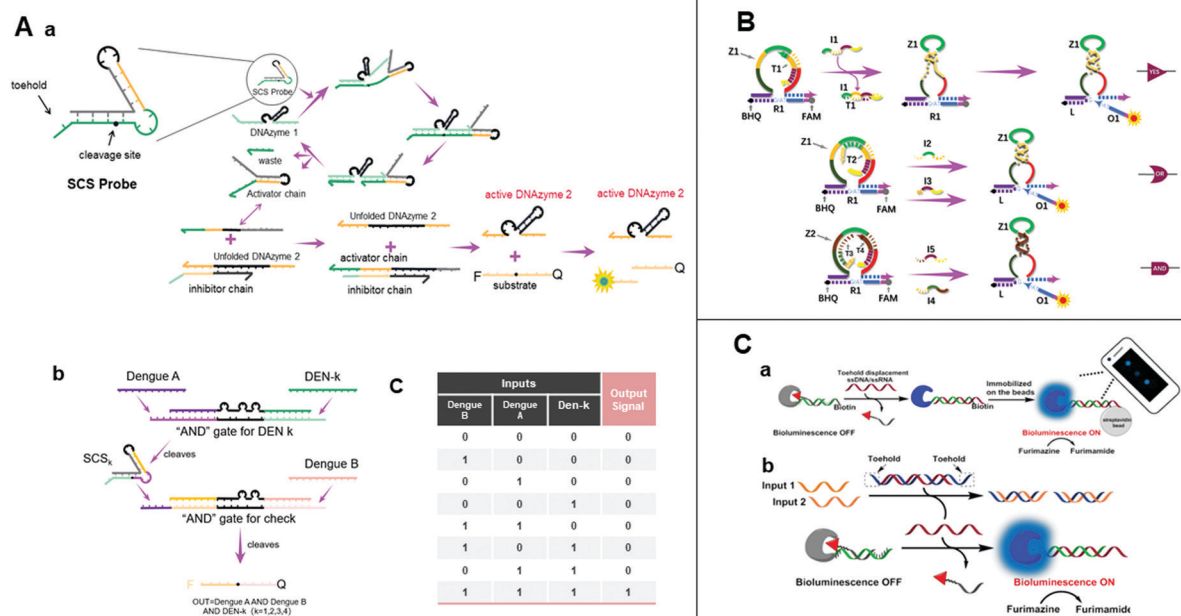 A a
toehold
cleavage site
SCS Probe
SCS Probe
DNAzyme 1
waste
Activator chain
Unfolded DNAzyme 2
inhibitor chain
Unfolded DNAzyme 2
activator chain
inhibitor chain
active DNAzyme 2
F
Q
substrate
active DNAzyme 2
Q
b
Dengue A
DEN-k
"AND" gate for DEN k
SCSk
cleaves
Dengue B
"AND" gate for check
cleaves
F
Q
OUT=Dengue A AND Dengue B
AND DEN-k (k=1,2,3,4)
C
Inputs
Output
Signal
Dengue
B
Dengue
A
Den-k
0 0 0 0
1 0 0 0
0 1 0 0
0 0 1 0
1 1 0 0
1 0 1 0
0 1 1 0
1 1 1 1
B
Z1
T1
BHQ
R1
FAM
I1
I1
T1
Z1
R1
Z1
L
O1
YES
Z1
T2
BHQ
R1
FAM
I2
I3
Z1
L
O1
OR
Z2
T3
T4
BHQ
R1
FAM
I5
I4
Z1
L
O1
AND
C
a
Toehold displacement
ssDNA/ssRNA
Biotin
Bioluminescence OFF
Biotin
Immobilized
on the beads
streptavidin
bead
Bioluminescence ON
Furimazine
Furimamide
b
Toehold
Toehold
Input 1
Input 2
Bioluminescence OFF
Bioluminescence ON
Furimazine
Furimamide